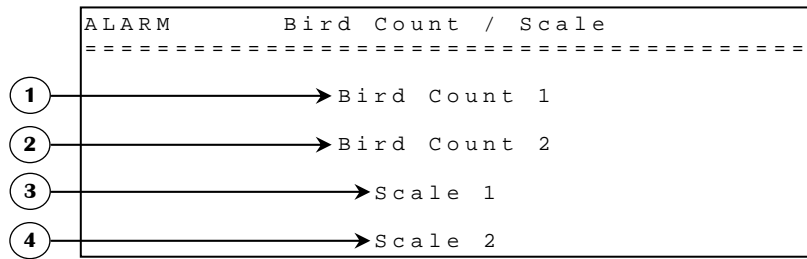 ALARM Bird Count / Scale
========================================
1 Bird Count 1
2 Bird Count 2
3 Scale 1
4 Scale 2